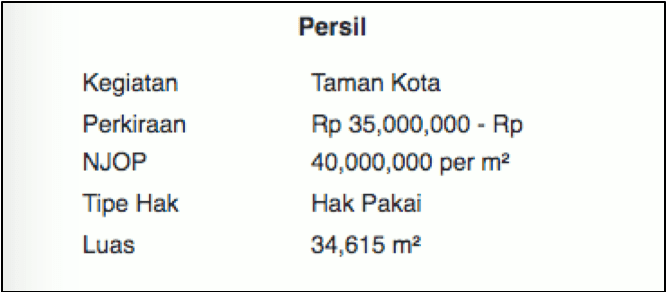 Persil
Kegiatan Taman Kota
Perkiraan Rp 35,000,000 - Rp
NJOP 40,000,000 per m²
Tipe Hak Hak Pakai
Luas 34,615 m²